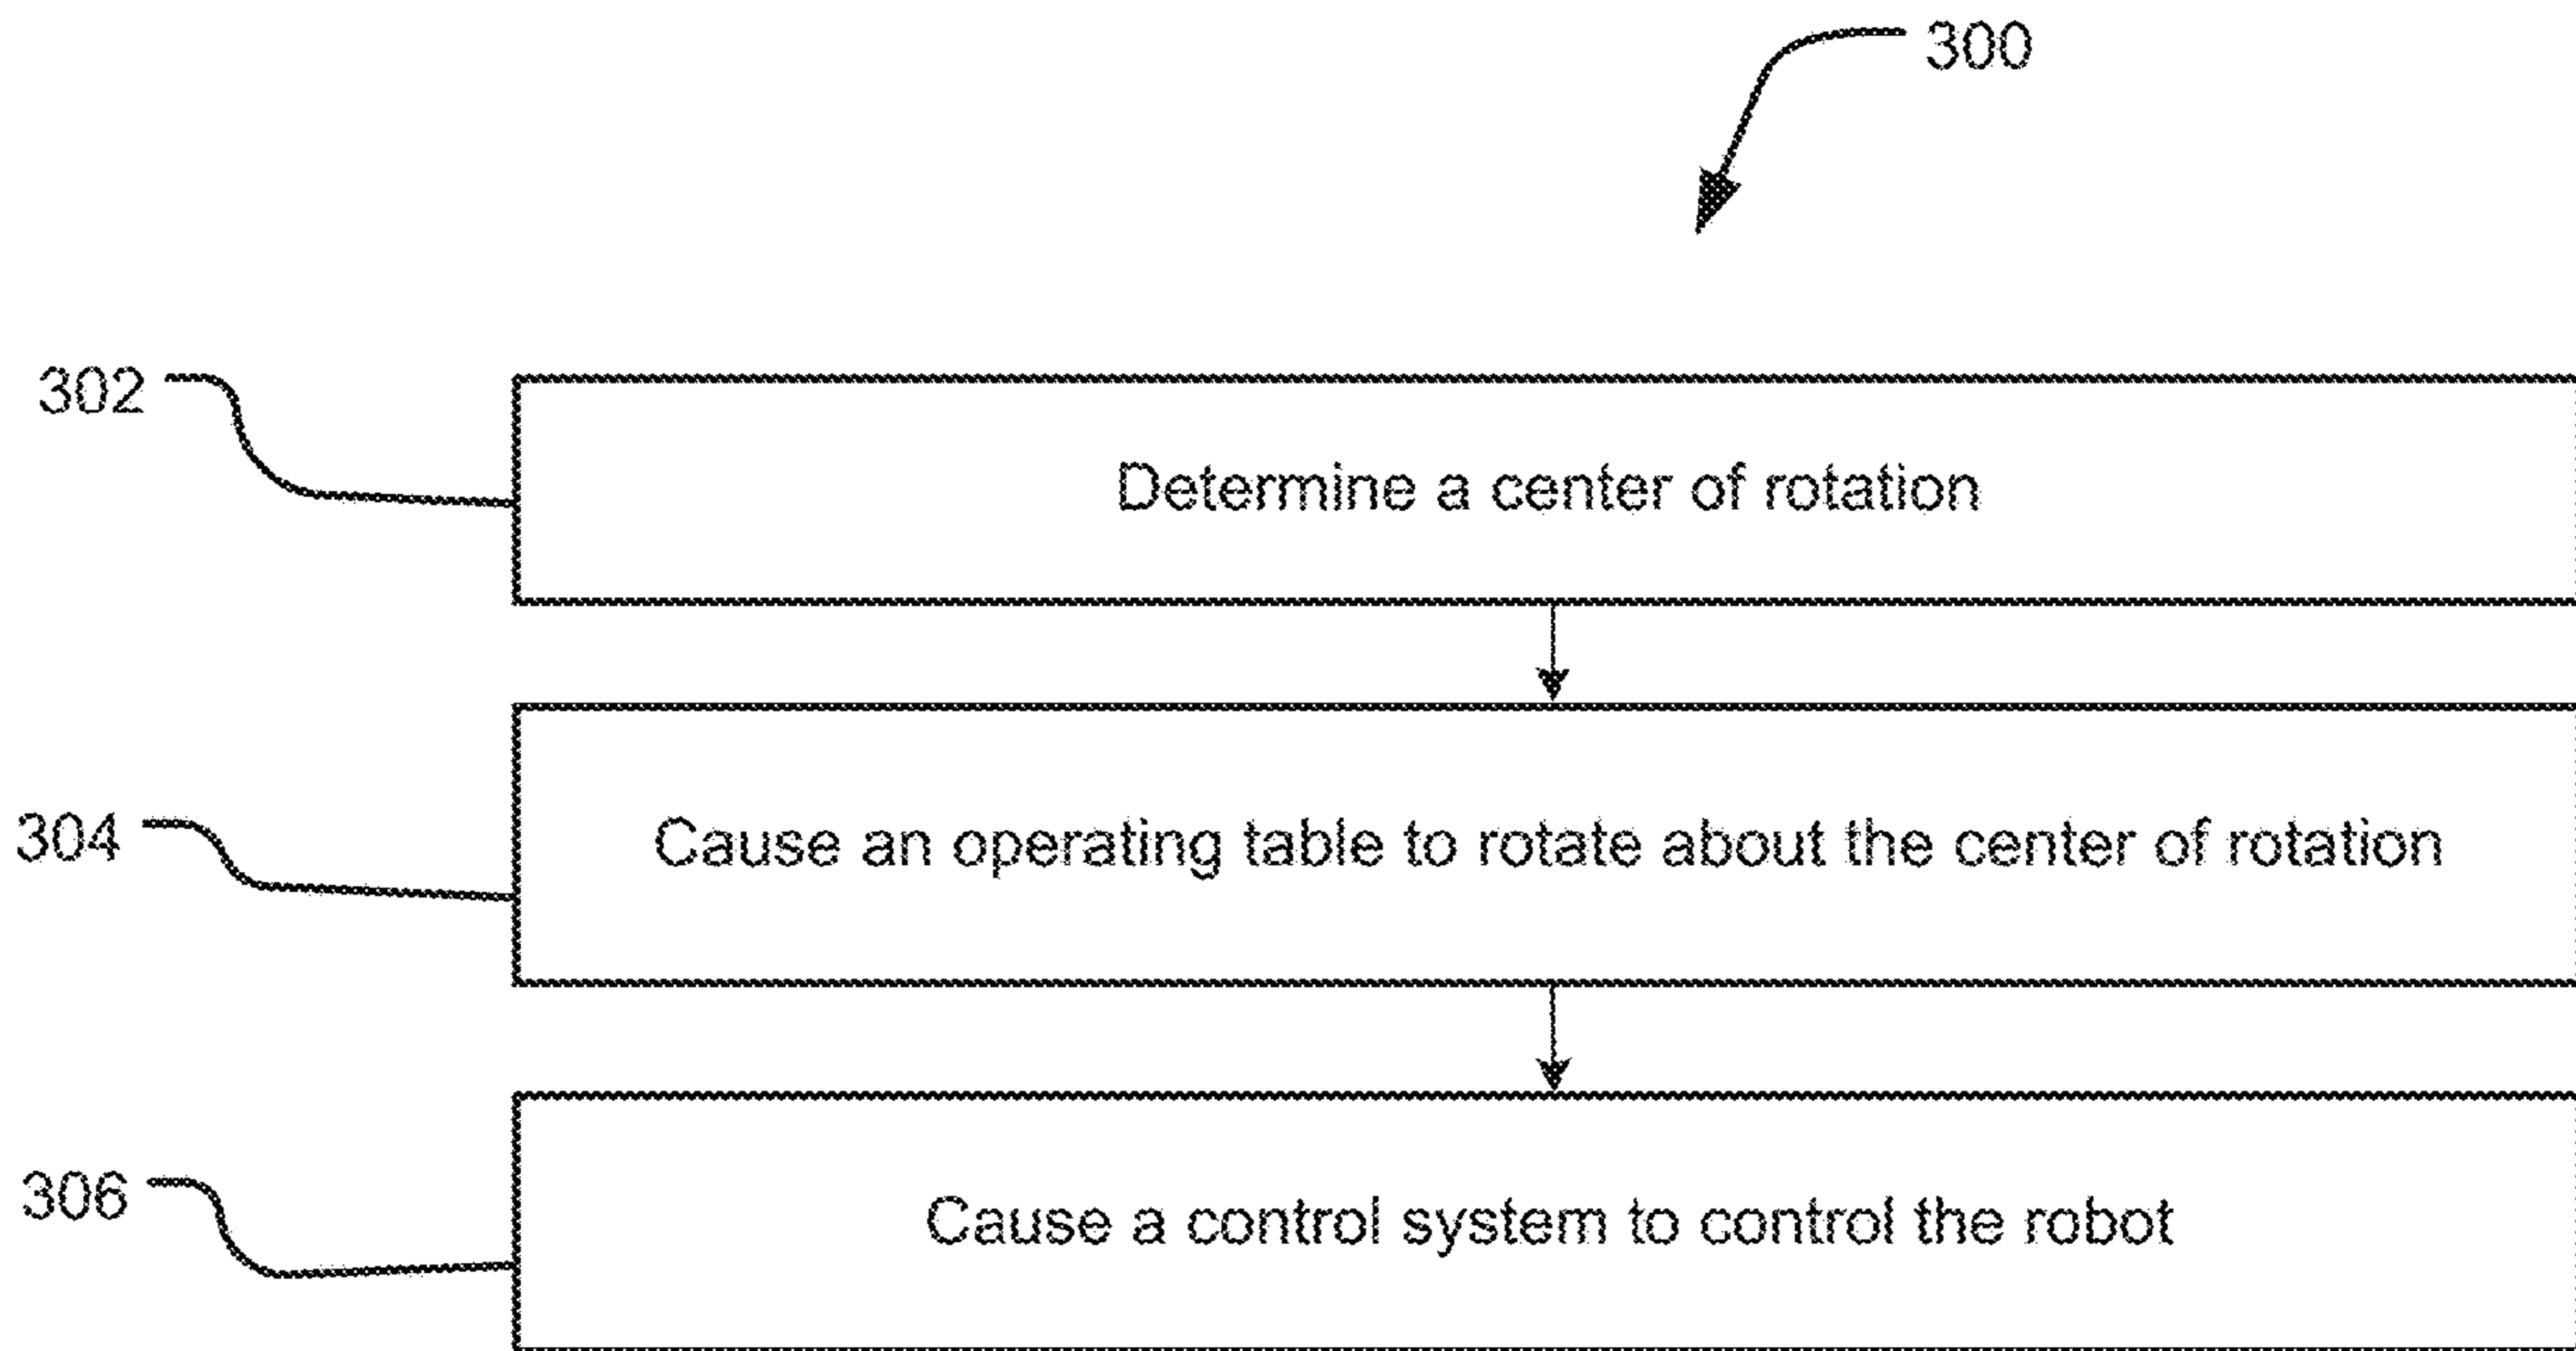 300
302
Determine a center of rotation
304
Cause an operating table to rotate about the center of rotation
306
Cause a control system to control the robot